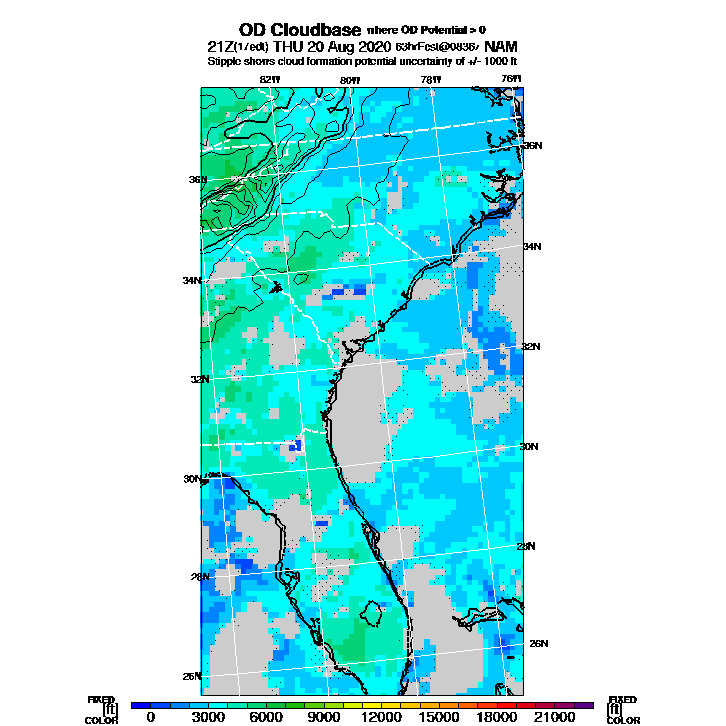 OD Cloudbase where OD Potential > 0
21Z(17edt) THU 20 Aug 2020 63hrFcst@0836z NAM
Stipple shows cloud formation potential uncertainty of +/- 1000 ft
82W 80W 78W 76W
36N 36N
34N 34N
32N 32N
30N 30N
28N 28N
26N 26N
FIXED FIXED
[ft] [ft]
COLOR COLOR
0 3000 6000 9000 12000 15000 18000 21000